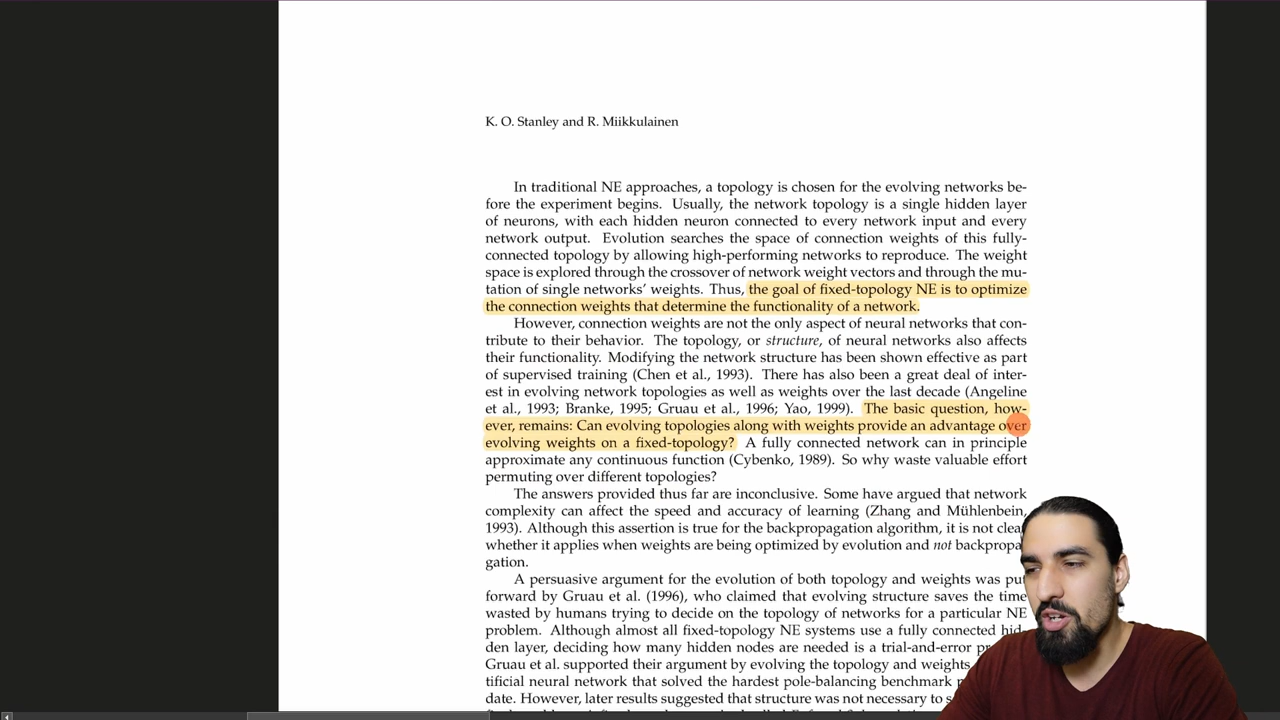 K. O. Stanley and R. Miikkulainen
In traditional NE approaches, a topology is chosen for the evolving networks be-
fore the experiment begins. Usually, the network topology is a single hidden layer
of neurons, with each hidden neuron connected to every network input and every
network output. Evolution searches the space of connection weights of this fully-
connected topology by allowing high-performing networks to reproduce. The weight
space is explored through the crossover of network weight vectors and through the mu-
tation of single networks' weights. Thus, the goal of fixed-topology NE is to optimize
the connection weights that determine the functionality of a network.
However, connection weights are not the only aspect of neural networks that con-
tribute to their behavior. The topology, or structure, of neural networks also affects
their functionality. Modifying the network structure has been shown effective as part
of supervised training (Chen et al., 1993). There has also been a great deal of inter-
est in evolving network topologies as well as weights over the last decade (Angeline
et al., 1993; Branke, 1995; Gruau et al., 1996; Yao, 1999). The basic question, how-
ever, remains: Can evolving topologies along with weights provide an advantage over
evolving weights on a fixed-topology? A fully connected network can in principle
approximate any continuous function (Cybenko, 1989). So why waste valuable effort
permuting over different topologies?
The answers provided thus far are inconclusive. Some have argued that network
complexity can affect the speed and accuracy of learning (Zhang and Mühlenbein,
1993). Although this assertion is true for the backpropagation algorithm, it is not clea
whether it applies when weights are being optimized by evolution and not backpropa
gation.
A persuasive argument for the evolution of both topology and weights was pu
forward by Gruau et al. (1996), who claimed that evolving structure saves the time
wasted by humans trying to decide on the topology of networks for a particular NE
problem. Although almost all fixed-topology NE systems use a fully connected hid-
den layer, deciding how many hidden nodes are needed is a trial-and-error
Gruau et al. supported their argument by evolving the topology and weights
tificial neural network that solved the hardest pole-balancing benchmark
date. However, later results suggested that structure was not necessary to